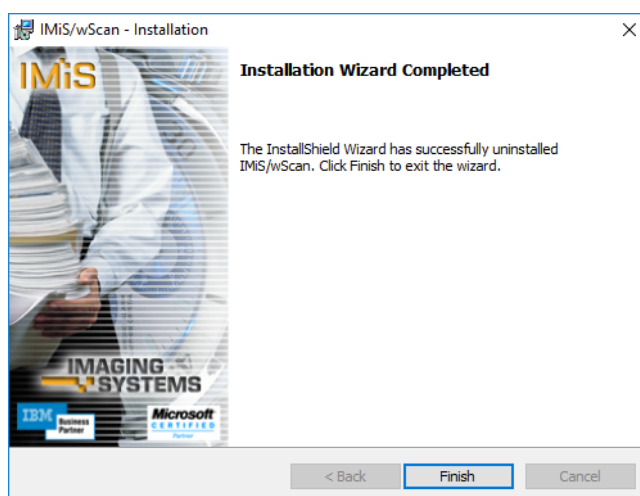 IMiS/wScan - Installation
IMiS
Installation Wizard Completed
The InstallShield Wizard has successfully uninstalled
IMiS/wScan. Click Finish to exit the wizard.
IMAGING
SYSTEMS
IBM Business
Partner
Microsoft
CERTIFIED
Partner
< Back
Finish
Cancel